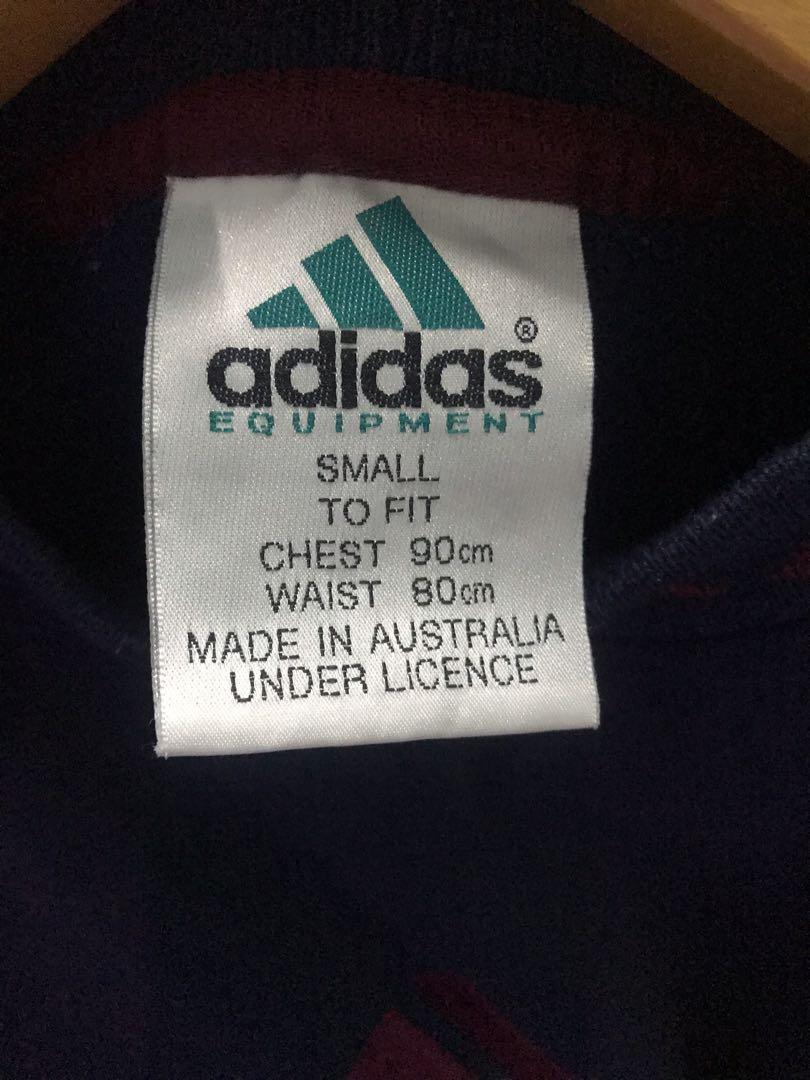 adidas®
EQUIPMENT
SMALL
TO FIT
CHEST 90cm
WAIST 80cm
MADE IN AUSTRALIA
UNDER LICENCE